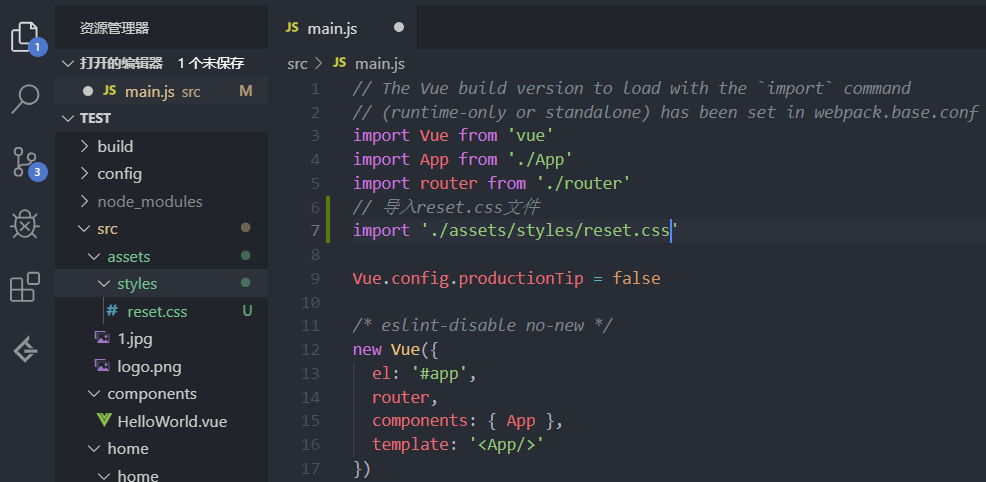 资源管理器
打开的编辑器 1 个未保存
JS main.js src M
TEST
build
config
node_modules
src
assets
styles
# reset.css U
1.jpg
logo.png
components
HelloWorld.vue
home
home
1
3
JS main.js
src > JS main.js
1 // The Vue build version to load with the `import` command
2 // (runtime-only or standalone) has been set in webpack.base.conf
3 import Vue from 'vue'
4 import App from './App'
5 import router from './router'
6 // 导入reset.css文件
7 import './assets/styles/reset.css'
8
9 Vue.config.productionTip = false
10
11 /* eslint-disable no-new */
12 new Vue({
13 el: '#app',
14 router,
15 components: { App },
16 template: '<App/>'
17 })